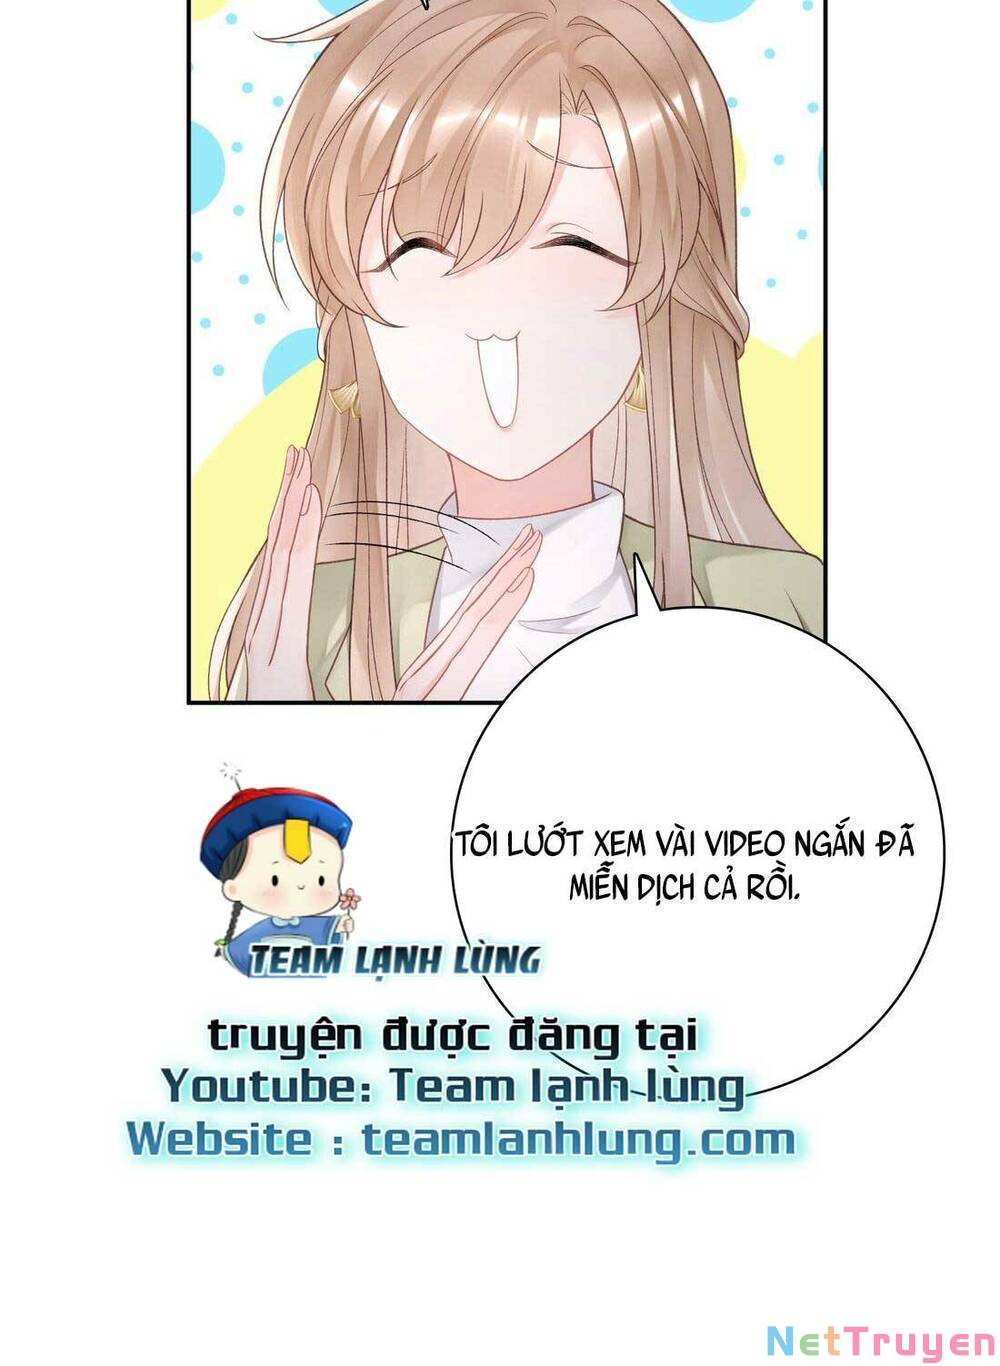 TÔI LƯỚT XEM VÀI VIDEO NGẮN ĐÃ
MIỄN DỊCH CẢ RỒI.
TEAM LẠNH LÙNG
truyện được đăng tại
Youtube: Team lạnh lùng
Website : teamlanhlung.com
NetTruyen